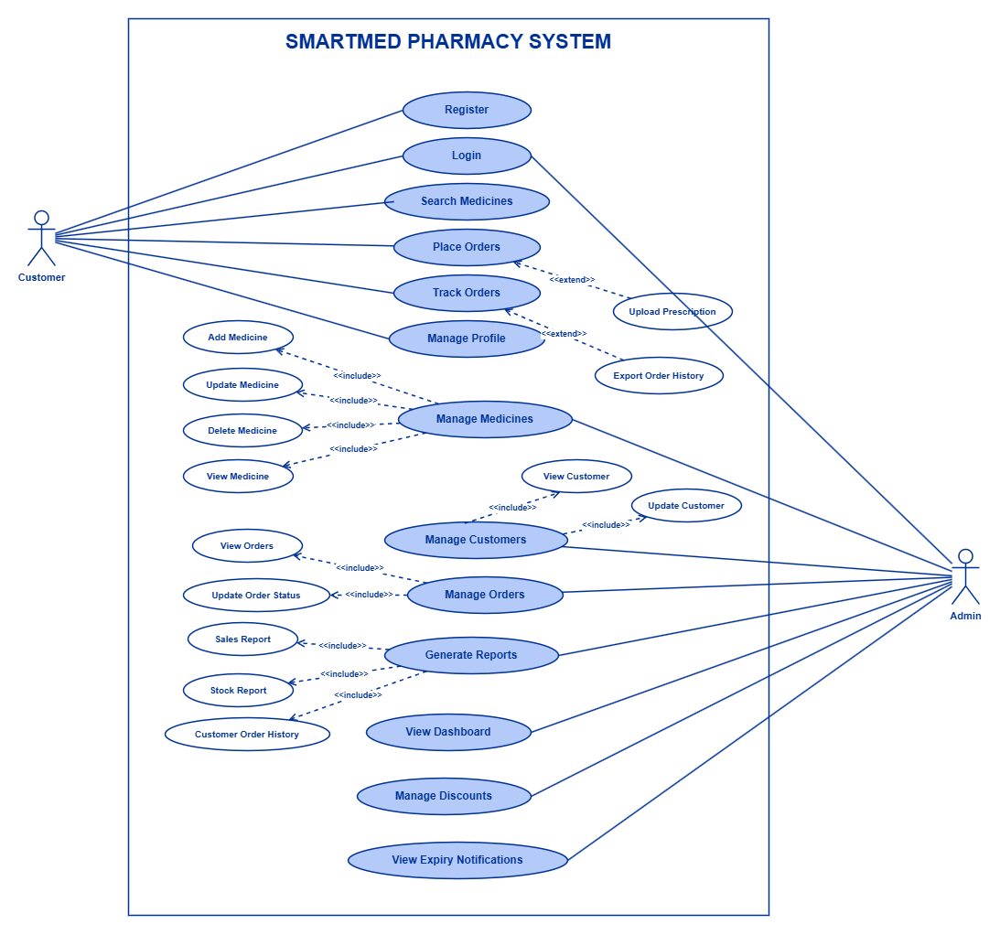 SMARTMED PHARMACY SYSTEM
Register
Login
Search Medicines
Customer
Place Orders
<<extend>>
Track Orders
Upload Prescription
Add Medicine
Manage Profile
<<extend>>
Export Order History
<<include>>
Update Medicine
<<include>>
Manage Medicines
<<include>>
Delete Medicine
<<include>>
View Medicine
View Customer
<<include>>
Update Customer
<<include>>
Manage Customers
View Orders
<<include>>
Update Order Status
<<include>>
Manage Orders
Admin
Sales Report
<<include>>
Generate Reports
<<include>>
Stock Report
<<include>>
Customer Order History
View Dashboard
Manage Discounts
View Expiry Notifications